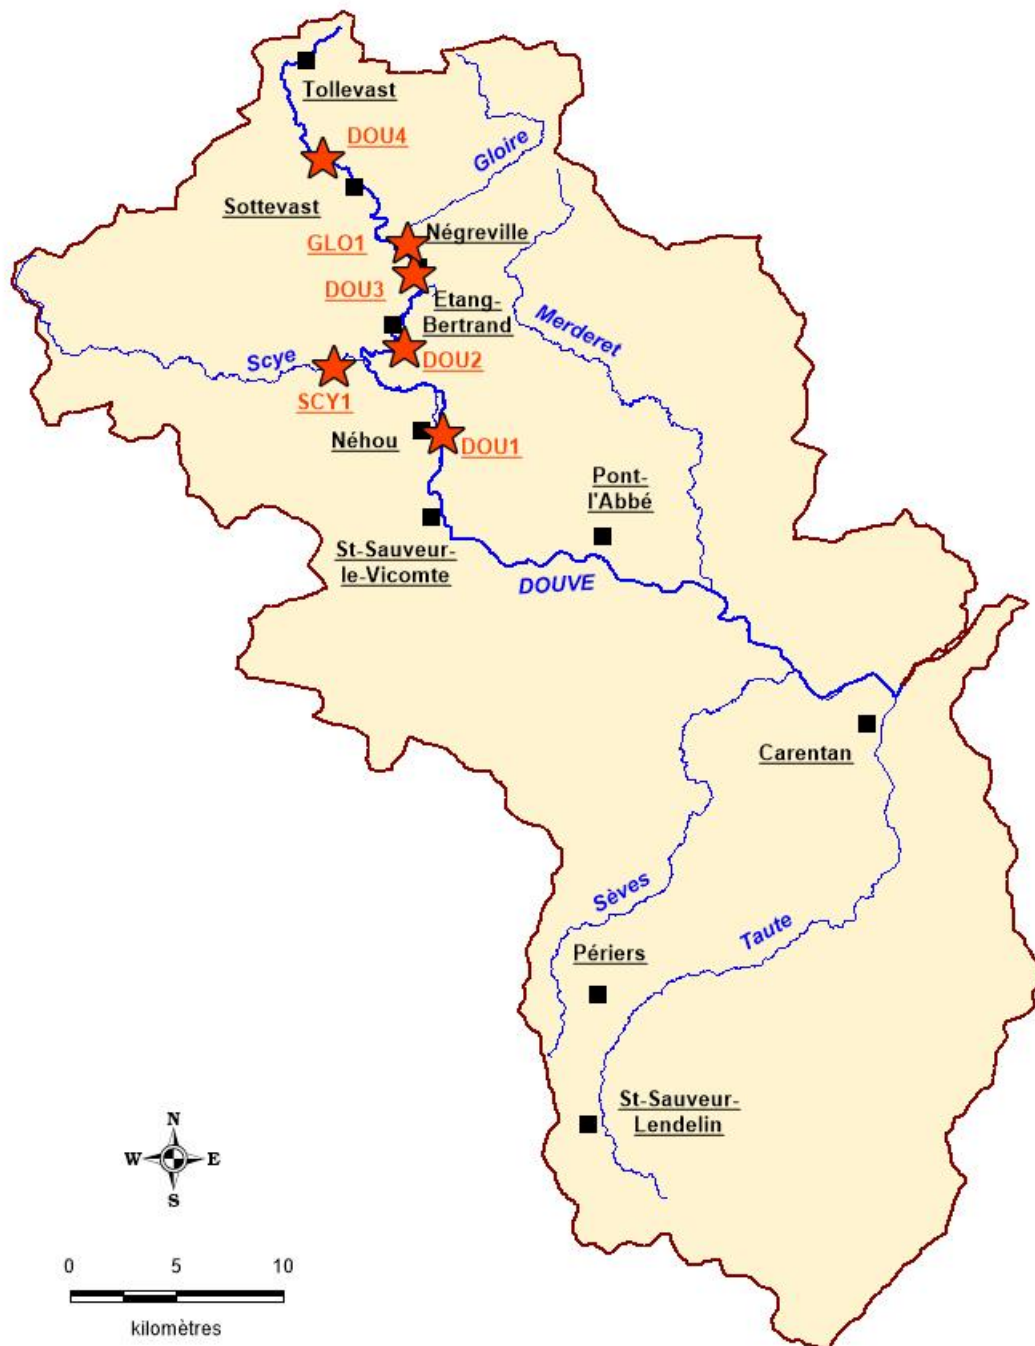 Tollevast
DOU4
Gloire
Sottevast
GLO1
Négreville
DOU3
Etang-
Bertrand
Merderet
Scye
DOU2
SCY1
Néhou
DOU1
Pont-
l'Abbé
St-Sauveur-
le-Vicomte
DOUVE
Carentan
Sèves
Taute
Périers
St-Sauveur-
Lendelin
N
W E
S
0 5 10
kilomètres